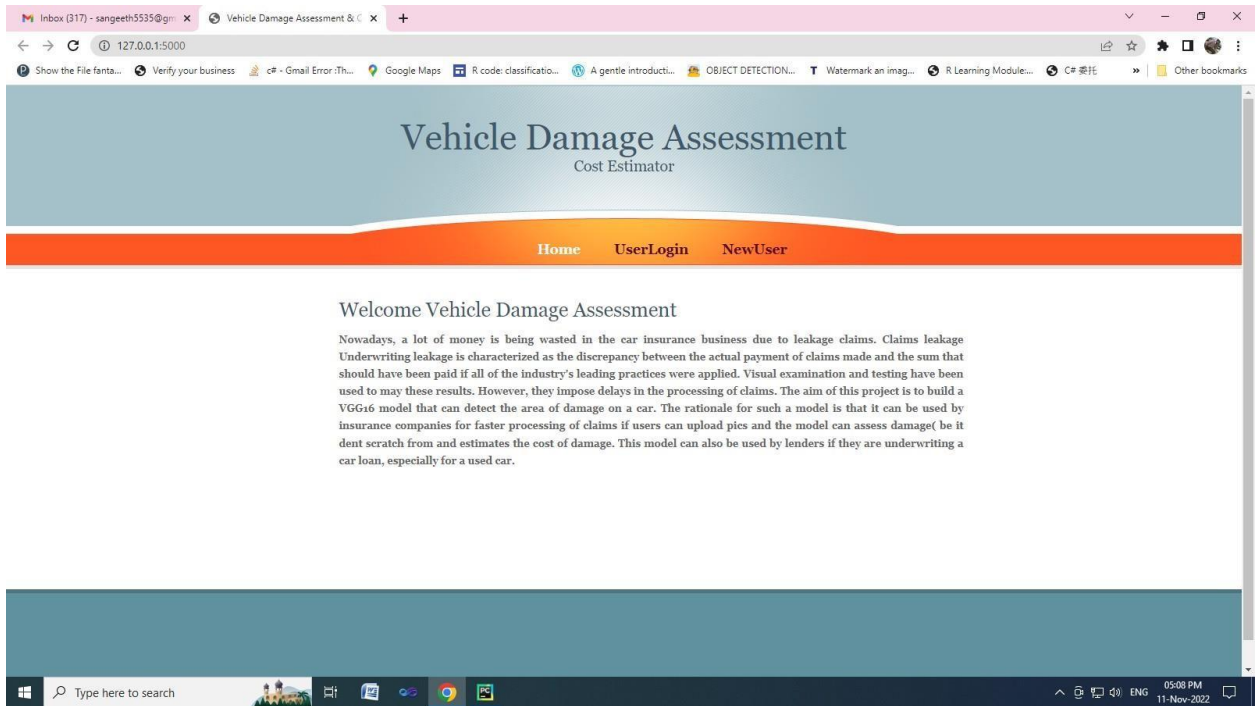 Inbox (317) - sangeeth5535@gm
Vehicle Damage Assessment & C
127.0.0.1:5000
Show the File fanta... Verify your business c# - Gmail Error :Th... Google Maps R code: classificatio... A gentle introducti... OBJECT DETECTION... Watermark an imag... R Learning Module:... C# 委托 » Other bookmarks
Vehicle Damage Assessment
Cost Estimator
Home UserLogin NewUser
Welcome Vehicle Damage Assessment
Nowadays, a lot of money is being wasted in the car insurance business due to leakage claims. Claims leakage
Underwriting leakage is characterized as the discrepancy between the actual payment of claims made and the sum that
should have been paid if all of the industry's leading practices were applied. Visual examination and testing have been
used to may these results. However, they impose delays in the processing of claims. The aim of this project is to build a
VGG16 model that can detect the area of damage on a car. The rationale for such a model is that it can be used by
insurance companies for faster processing of claims if users can upload pics and the model can assess damage( be it
dent scratch from and estimates the cost of damage. This model can also be used by lenders if they are underwriting a
car loan, especially for a used car.
Type here to search
ENG
05:08 PM
11-Nov-2022